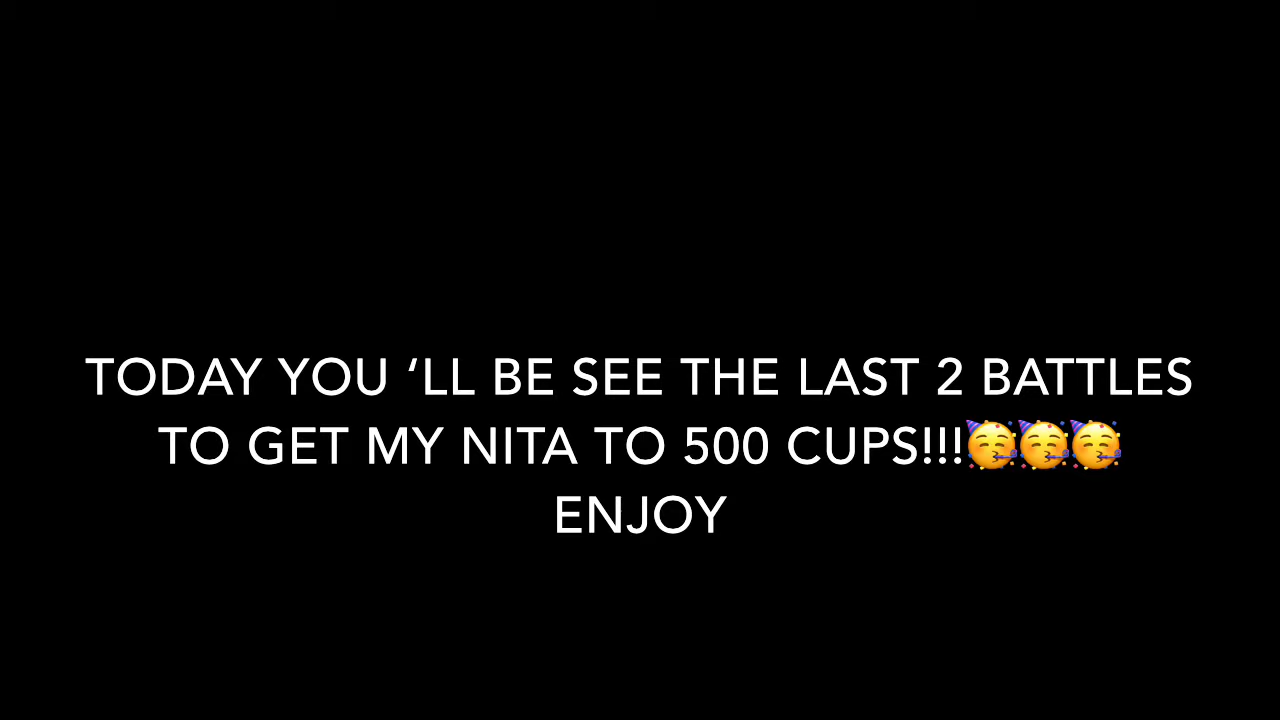 TODAY YOU ‘LL BE SEE THE LAST 2 BATTLES
TO GET MY NITA TO 500 CUPS!!!🥳🥳🥳
ENJOY